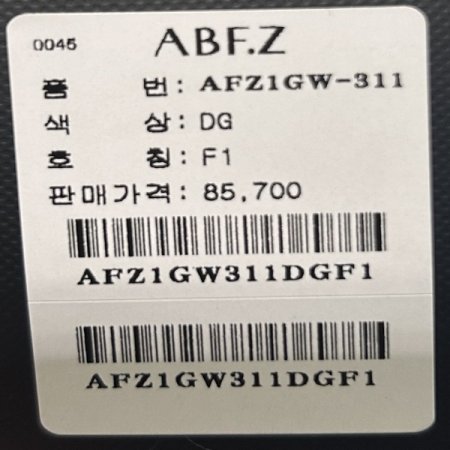 0045 ABF.Z
품 번: AFZ1GW-311
색 상: DG
호 칭: F1
판매가격: 85,700
AFZ1GW311DGF1
AFZ1GW311DGF1